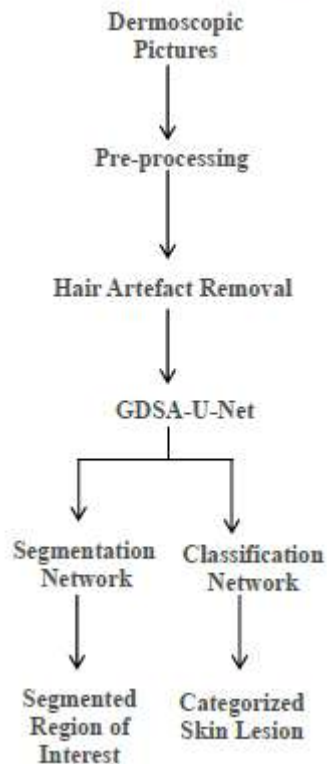 Dermoscopic
Pictures
Pre-processing
Hair Artefact Removal
GDSA-U-Net
Segmentation
Network
Classification
Network
Segmented
Region of
Interest
Categorized
Skin Lesion